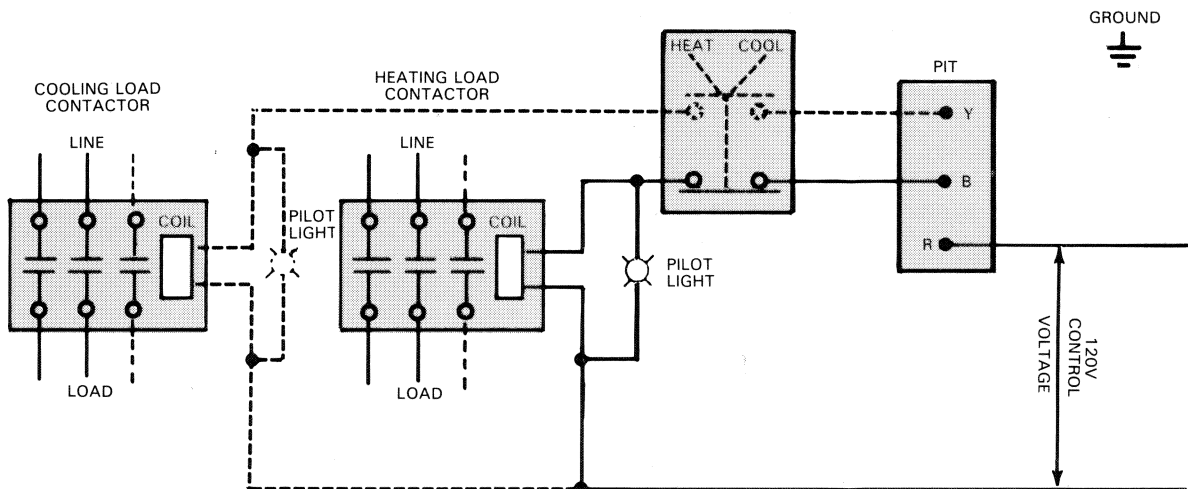 GROUND
HEAT COOL
PIT
COOLING LOAD
CONTACTOR
HEATING LOAD
CONTACTOR
Y
LINE
LINE
B
COIL
PILOT
LIGHT
COIL
R
PILOT
LIGHT
120V
CONTROL
VOLTAGE
LOAD
LOAD